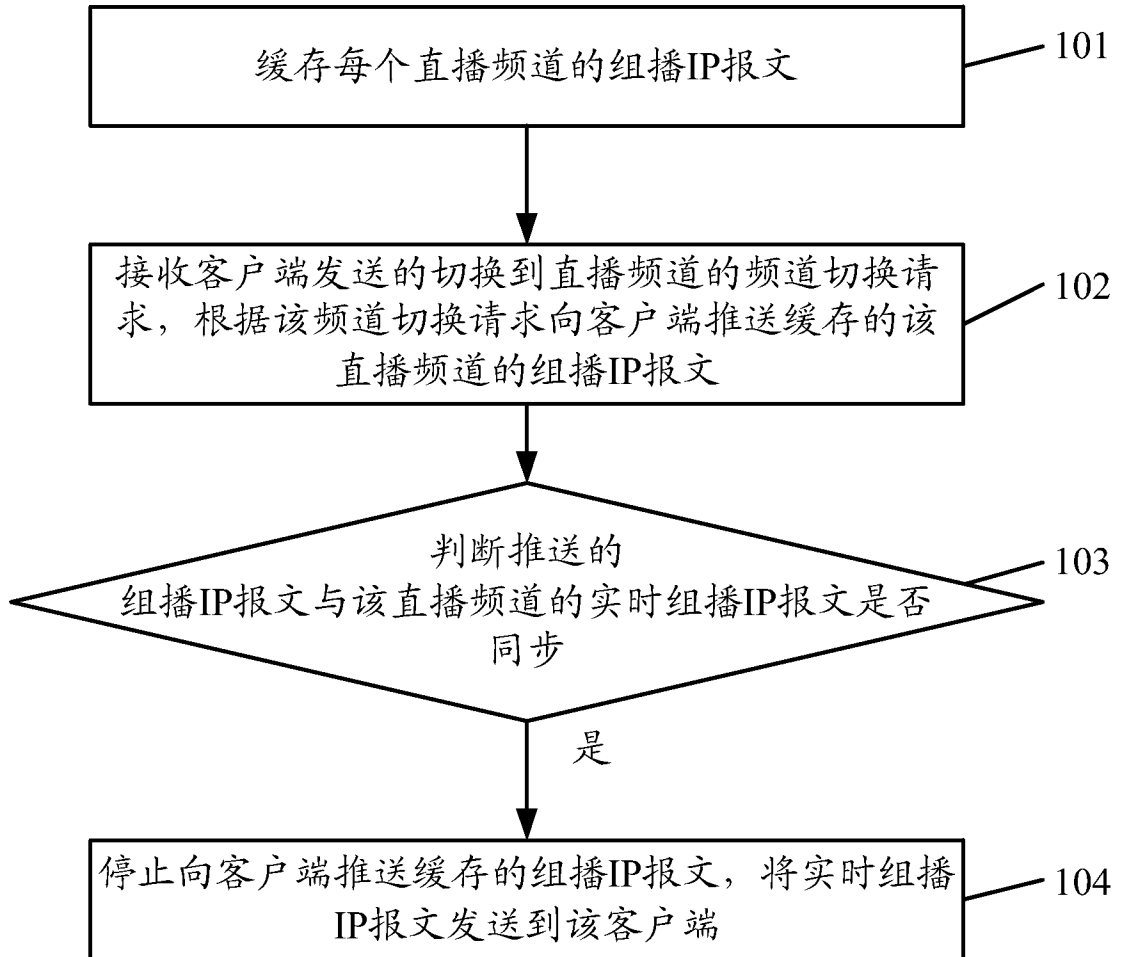 缓存每个直播频道的组播IP报文
101
接收客户端发送的切换到直播频道的频道切换请
求，根据该频道切换请求向客户端推送缓存的该
直播频道的组播IP报文
102
判断推送的
组播IP报文与该直播频道的实时组播IP报文是否
同步
103
是
停止向客户端推送缓存的组播IP报文，将实时组播
IP报文发送到该客户端
104